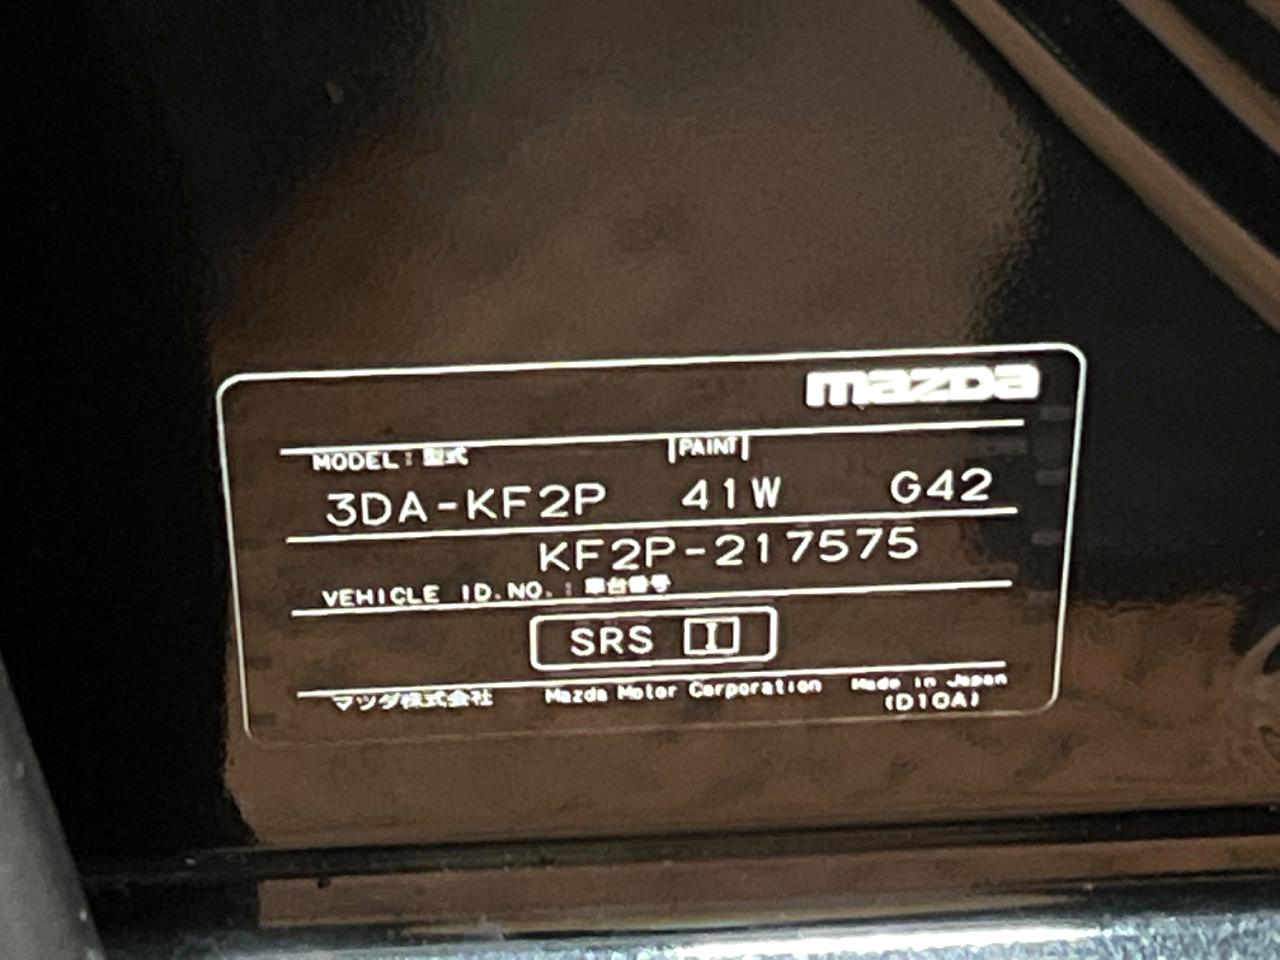 mazda
MODEL : 型式 PAINT
3DA-KF2P 41W G42
KF2P-217575
VEHICLE ID.NO. : 車台番号
SRS I
マツダ株式会社 Mazda Motor Corporation Made in Japan
(D10A)